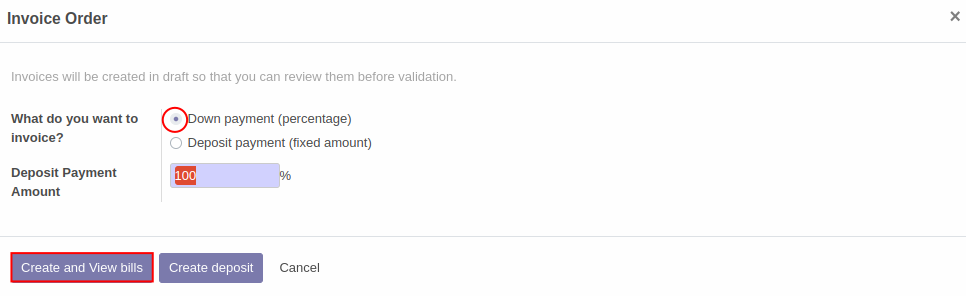 Invoice Order ×
Invoices will be created in draft so that you can review them before validation.
What do you want to invoice?
Down payment (percentage)
Deposit payment (fixed amount)
Deposit Payment Amount
100 %
Create and View bills Create deposit Cancel